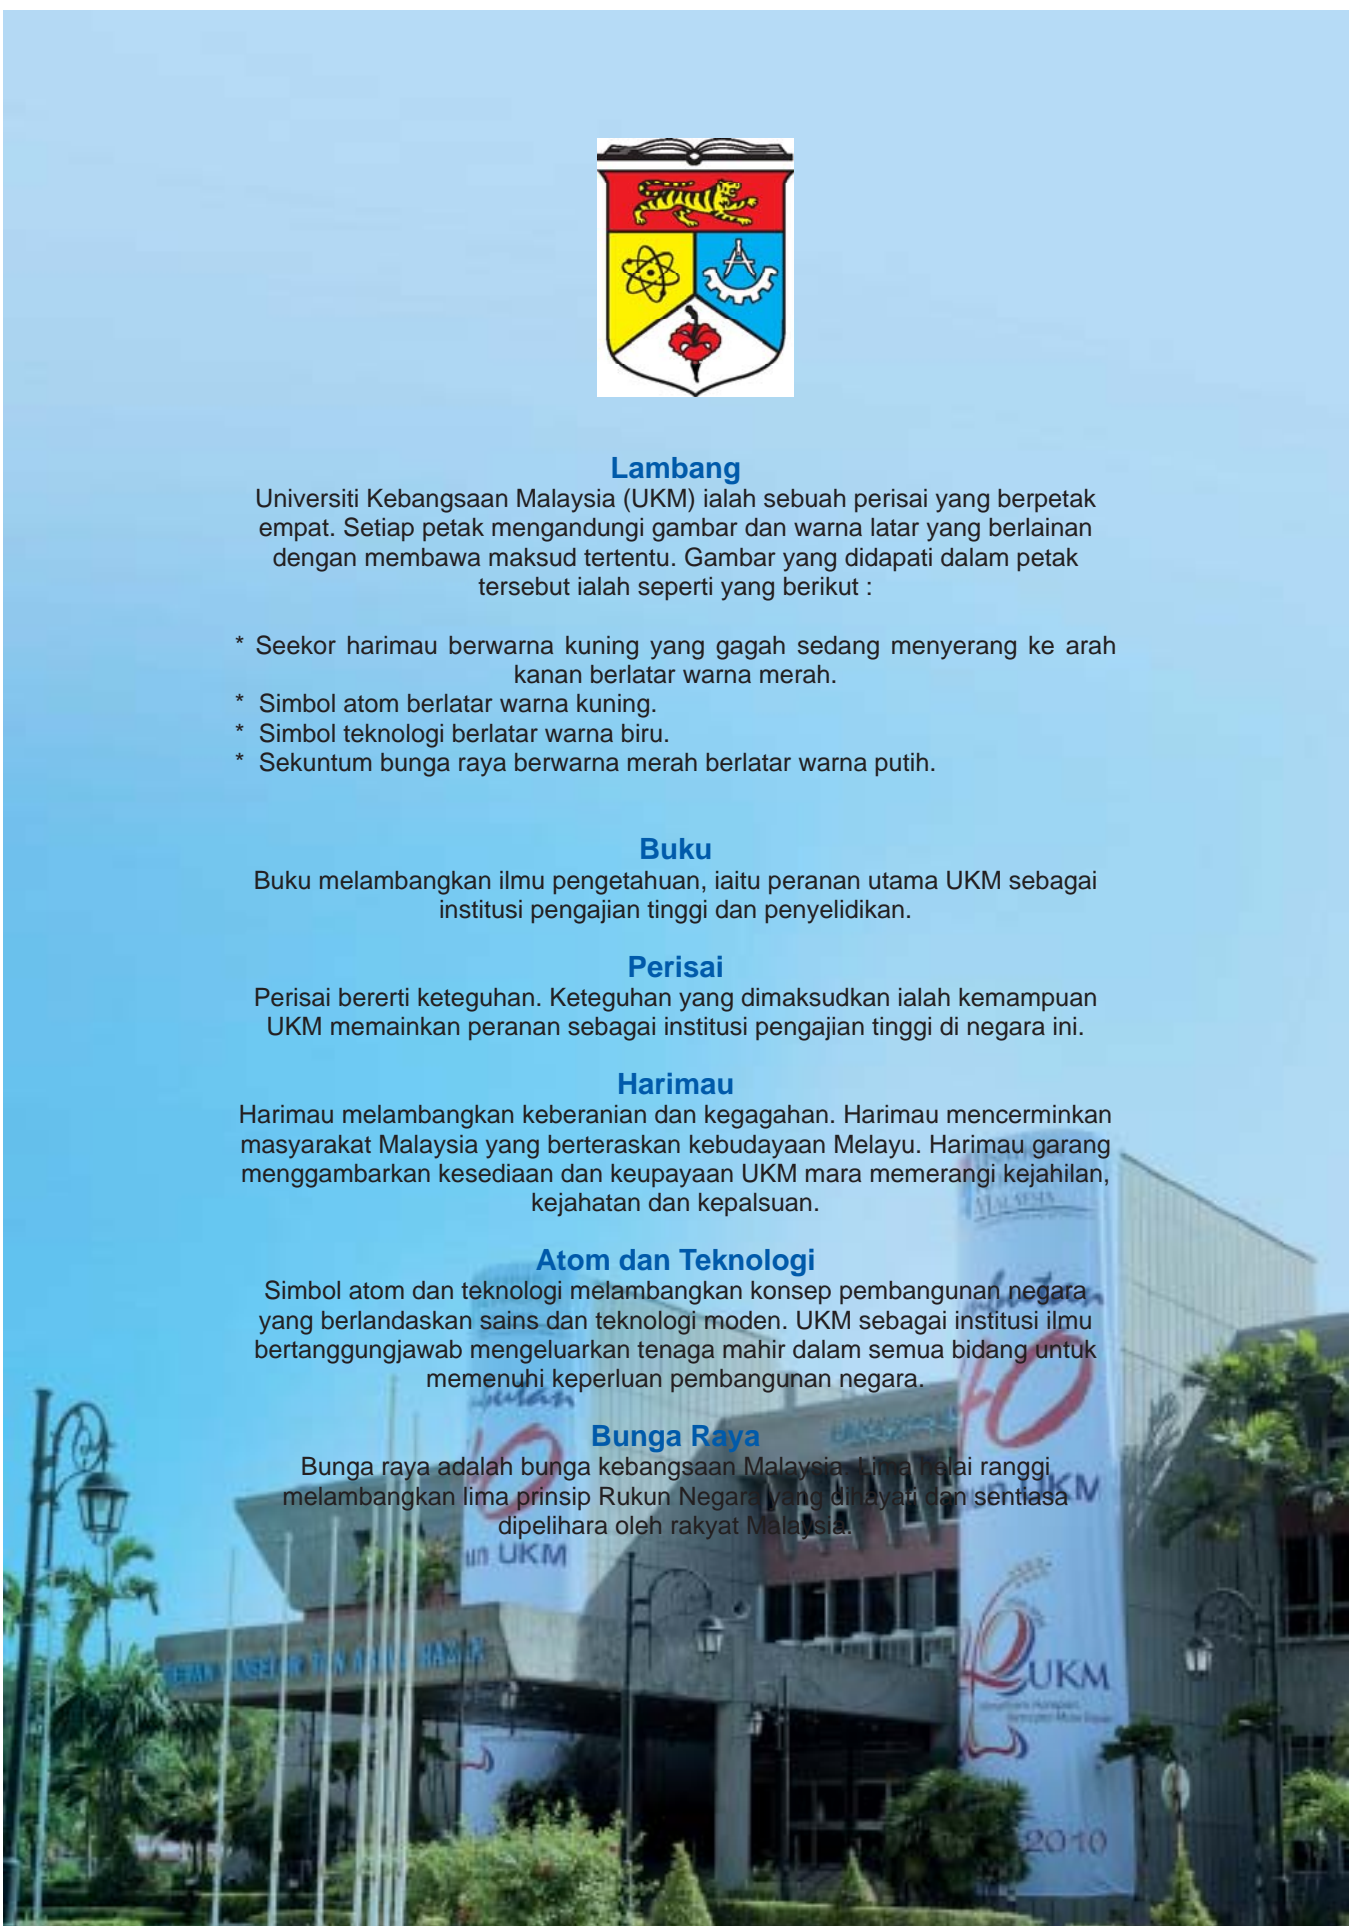 Lambang
Universiti Kebangsaan Malaysia (UKM) ialah sebuah perisai yang berpetak
empat. Setiap petak mengandungi gambar dan warna latar yang berlainan
dengan membawa maksud tertentu. Gambar yang didapati dalam petak
tersebut ialah seperti yang berikut :
* Seekor harimau berwarna kuning yang gagah sedang menyerang ke arah
kanan berlatar warna merah.
* Simbol atom berlatar warna kuning.
* Simbol teknologi berlatar warna biru.
* Sekuntum bunga raya berwarna merah berlatar warna putih.
Buku
Buku melambangkan ilmu pengetahuan, iaitu peranan utama UKM sebagai
institusi pengajian tinggi dan penyelidikan.
Perisai
Perisai bererti keteguhan. Keteguhan yang dimaksudkan ialah kemampuan
UKM memainkan peranan sebagai institusi pengajian tinggi di negara ini.
Harimau
Harimau melambangkan keberanian dan kegagahan. Harimau mencerminkan
masyarakat Malaysia yang berteraskan kebudayaan Melayu. Harimau garang
menggambarkan kesediaan dan keupayaan UKM mara memerangi kejahilan,
kejahatan dan kepalsuan.
MALAYSIA
Atom dan Teknologi
Simbol atom dan teknologi melambangkan konsep pembangunan negara
yang berlandaskan sains dan teknologi moden. UKM sebagai institusi ilmu
bertanggungjawab mengeluarkan tenaga mahir dalam semua bidang untuk
memenuhi keperluan pembangunan negara.
40
Bunga Raya
Bunga raya adalah bunga kebangsaan Malaysia. Lima helai ranggi
melambangkan lima prinsip Rukun Negara yang dihayati dan sentiasa
dipelihara oleh rakyat Malaysia.
un UKM
un UKM
UKM
2010